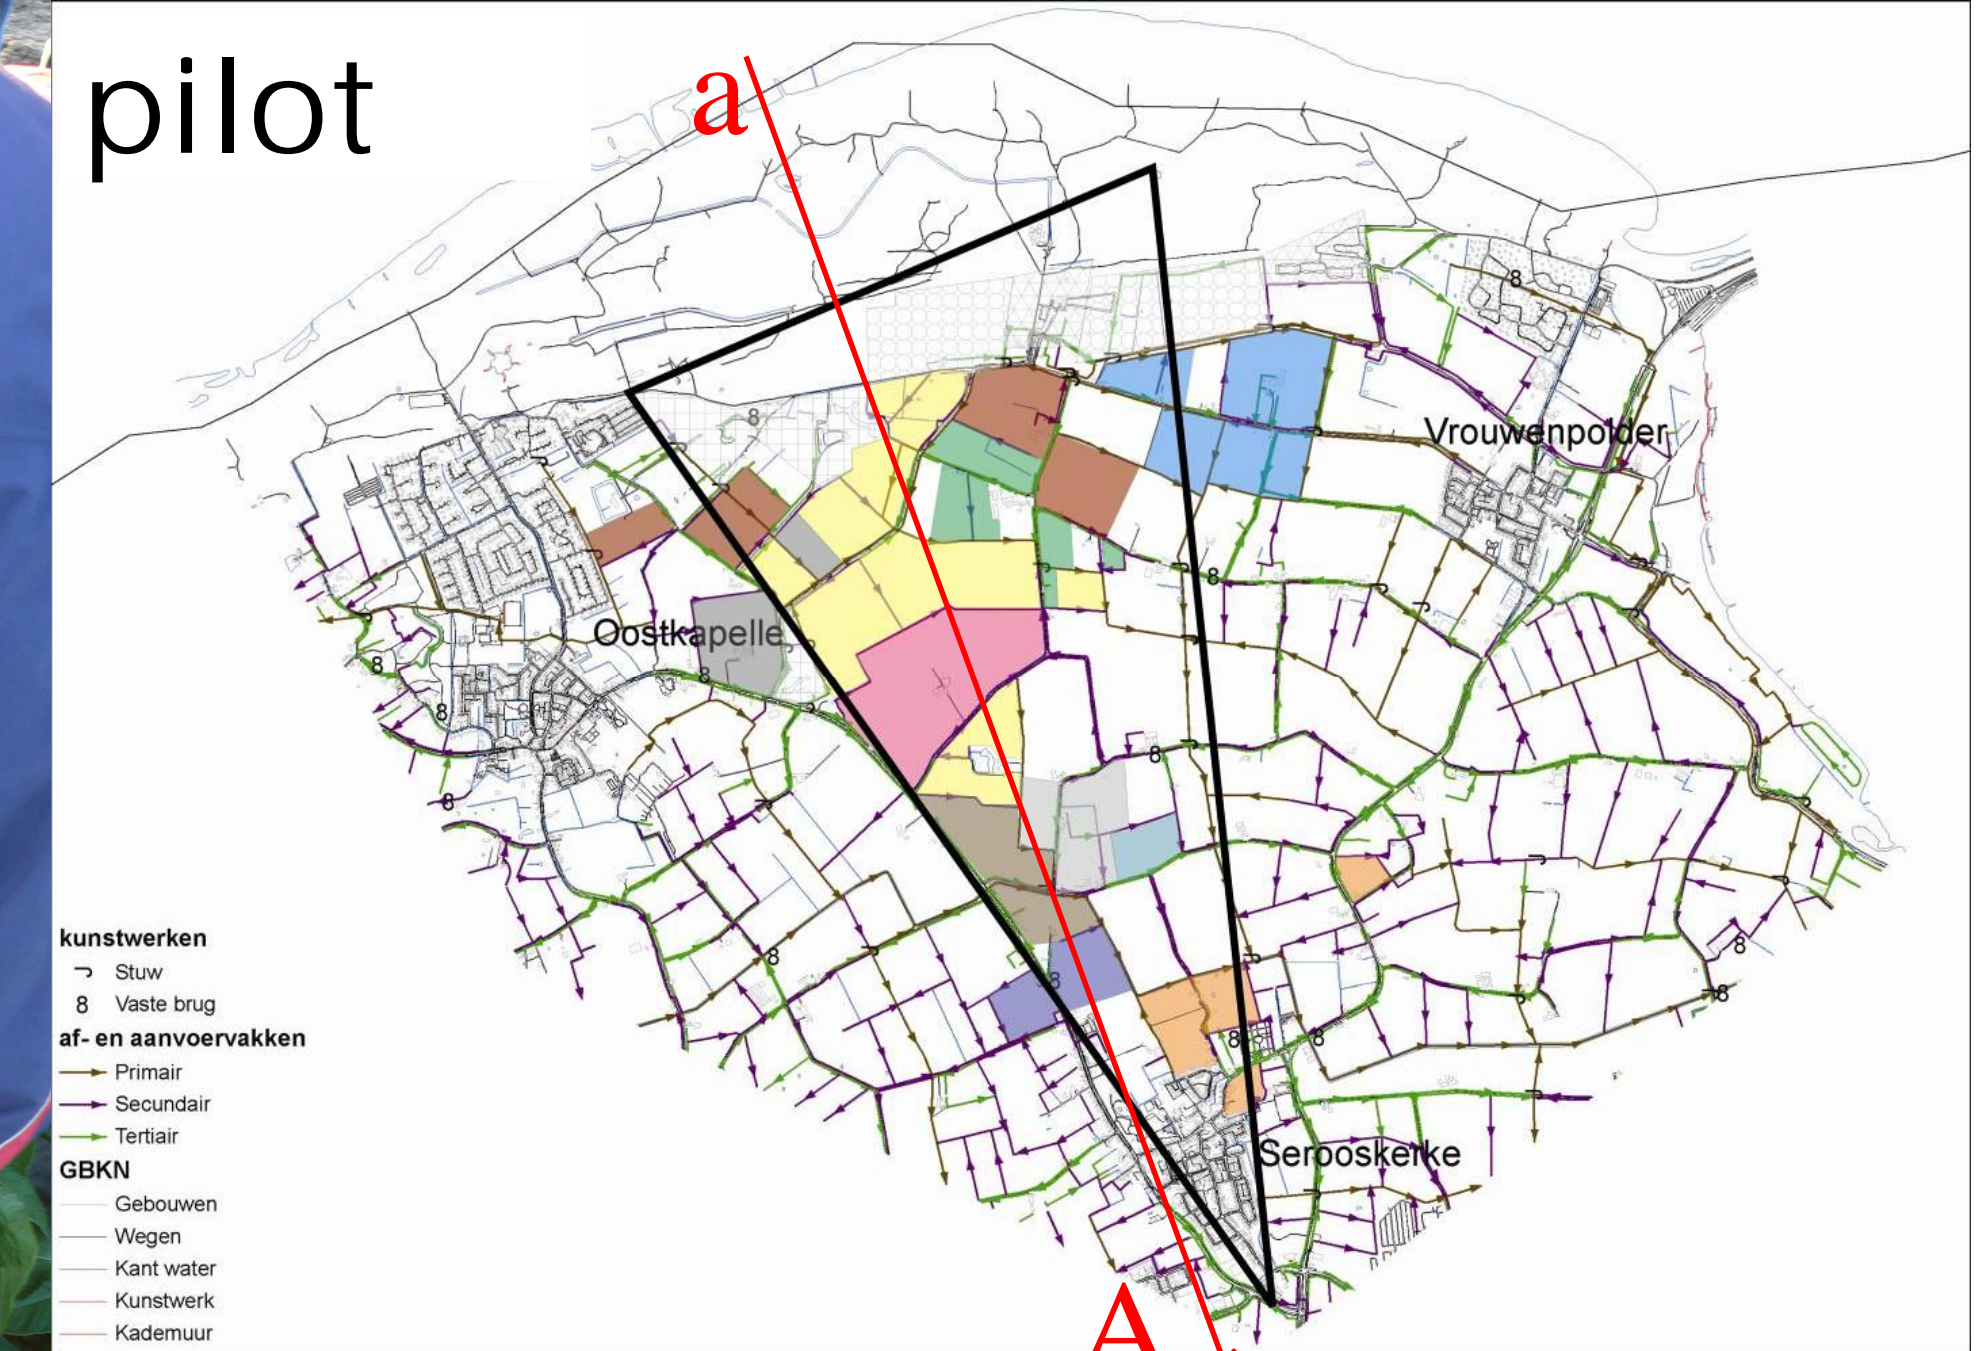 pilot
a
Vrouwenpolder
Oostkapelle
Serooskerke
A
kunstwerken
Stuw
8 Vaste brug
af- en aanvoervakken
Primair
Secundair
Tertiair
GBKN
Gebouwen
Wegen
Kant water
Kunstwerk
Kademuur